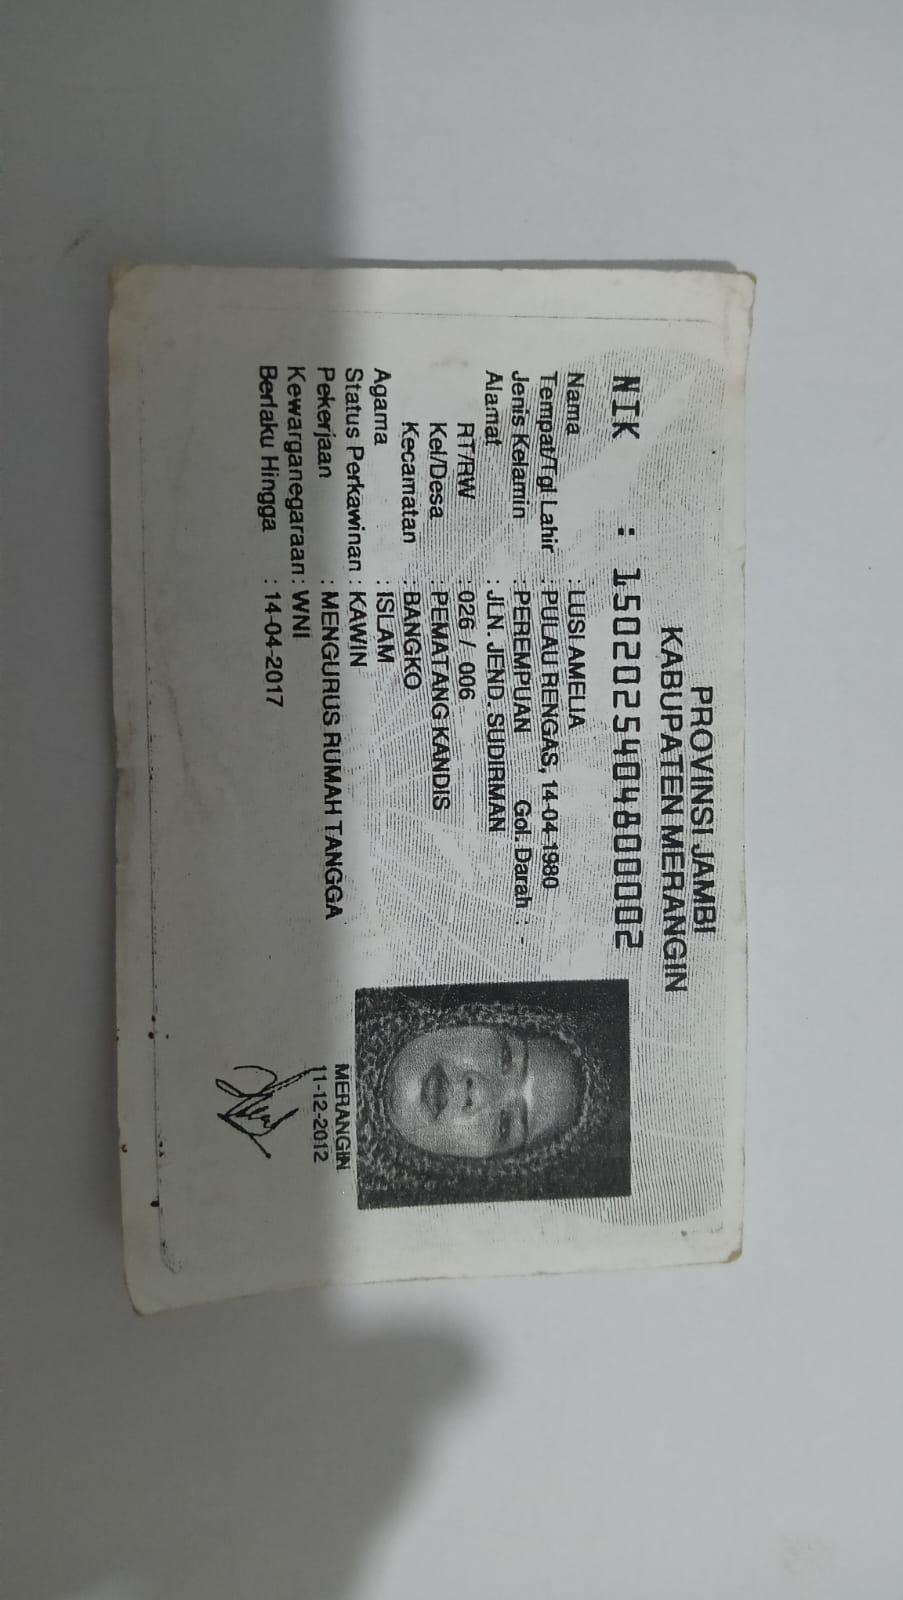 PROVINSI JAMBI
KABUPATEN MERANGIN
NIK : 1502025404800002
Nama : LUSI AMELIA
Tempat/Tgl Lahir : PULAU RENGAS, 14-04-1980
Jenis Kelamin : PEREMPUAN Gol. Darah : -
Alamat : JLN. JEND. SUDIRMAN
RT/RW : 026 / 006
Kel/Desa : PEMATANG KANDIS
Kecamatan : BANGKO
Agama : ISLAM
Status Perkawinan : KAWIN
Pekerjaan : MENGURUS RUMAH TANGGA
Kewarganegaraan : WNI
Berlaku Hingga : 14-04-2017
MERANGIN
11-12-2012